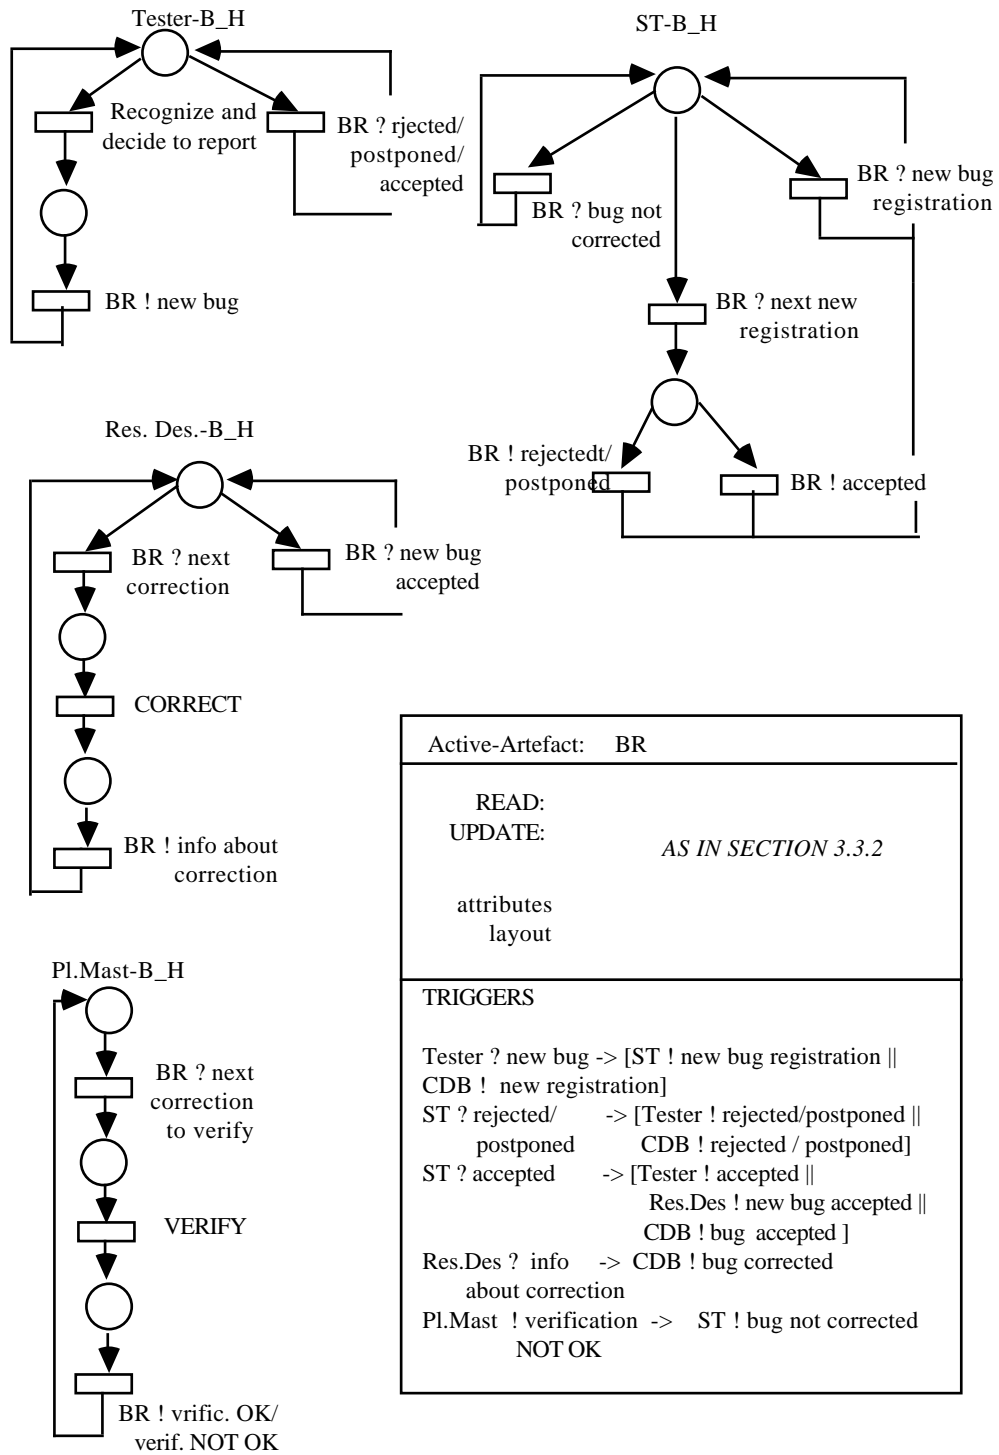 Tester-B_H
Recognize and
decide to report
BR ? rjected/
postponed/
accepted
BR ! new bug
ST-B_H
BR ? bug not
corrected
BR ? new bug
registration
BR ? next new
registration
BR ! rejectedt/
postponed
BR ! accepted
Res. Des.-B_H
BR ? next
correction
BR ? new bug
accepted
CORRECT
BR ! info about
correction
Pl.Mast-B_H
BR ? next
correction
to verify
VERIFY
BR ! vrific. OK/
verif. NOT OK
Active-Artefact: BR
READ:
UPDATE:
AS IN SECTION 3.3.2
attributes
layout
TRIGGERS
Tester ? new bug -> [ST ! new bug registration ||
CDB ! new registration]
ST ? rejected/ -> [Tester ! rejected/postponed ||
postponed CDB ! rejected / postponed]
ST ? accepted -> [Tester ! accepted ||
Res.Des ! new bug accepted ||
CDB ! bug accepted ]
Res.Des ? info -> CDB ! bug corrected
about correction
Pl.Mast ! verification -> ST ! bug not corrected
NOT OK